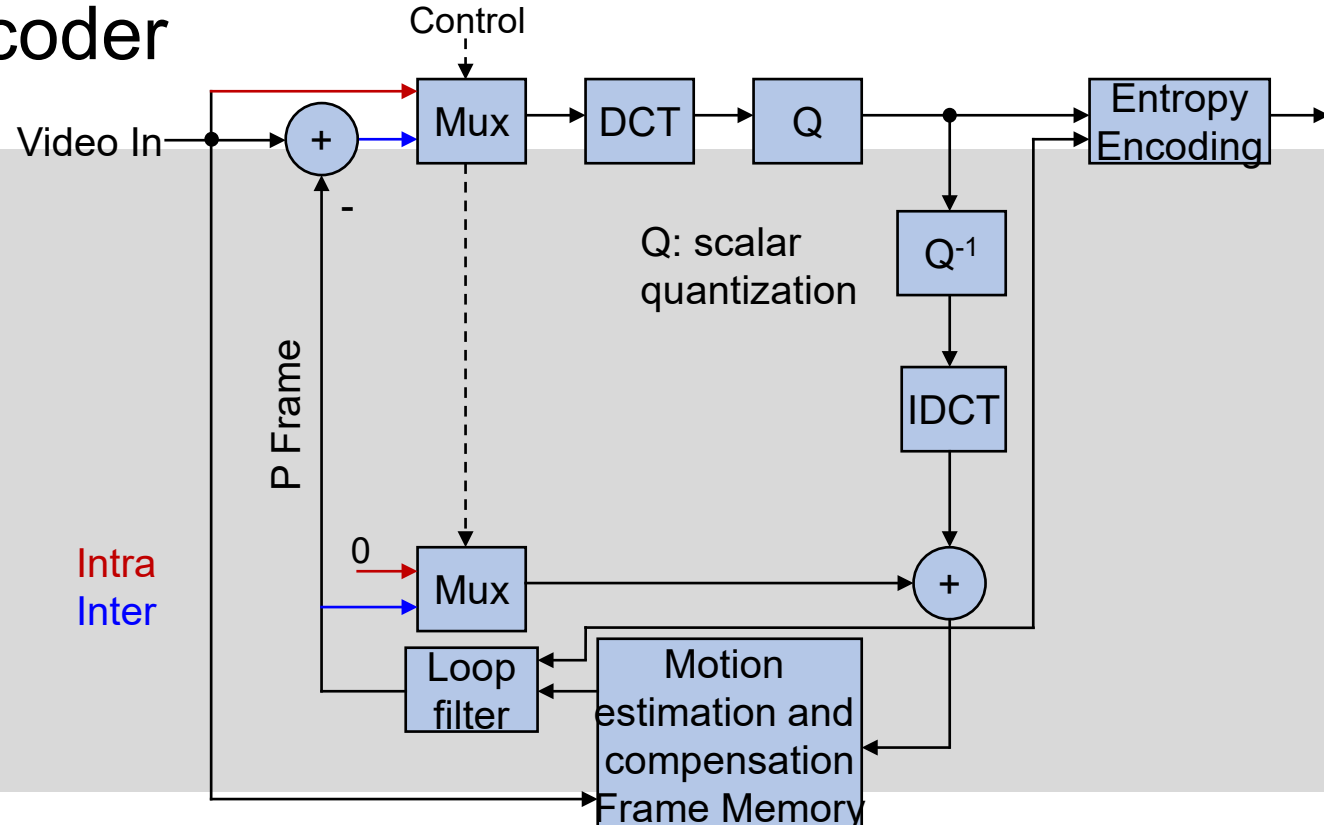 coder
Control
Video In
+
Mux
DCT
Q
Entropy
Encoding
-
Q: scalar
quantization
Q-1
P Frame
IDCT
0
Intra
Inter
Mux
+
Loop
filter
Motion
estimation and
compensation
Frame Memory